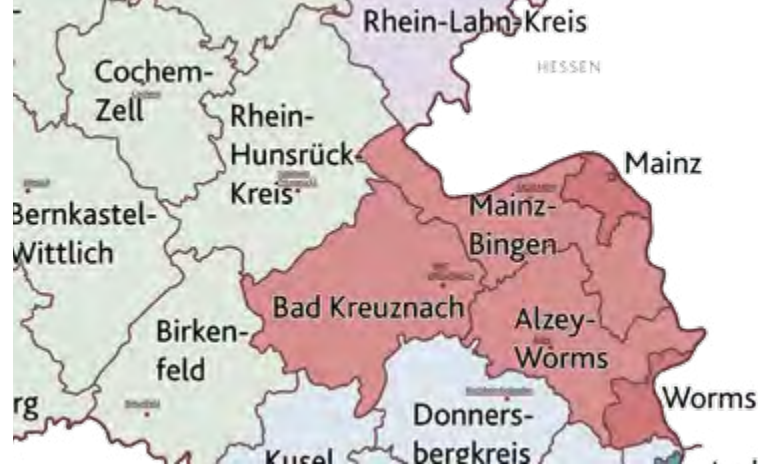 Rhein-Lahn-Kreis
HESSEN
Cochem-
Zell
Rhein-
Hunsrück-
Kreis
Mainz
Mainz-
Bingen
Bernkastel-
Wittlich
Bad Kreuznach
Alzey-
Worms
Birken-
feld
Worms
rg
Donners-
bergkreis
Kusel